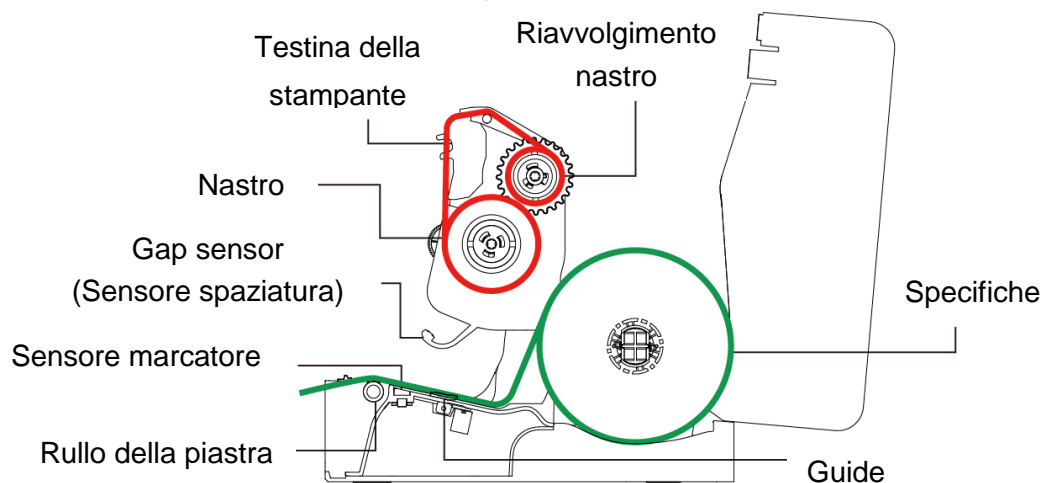 Testina della
stampante
Riavvolgimento
nastro
Nastro
Gap sensor
(Sensore spaziatura)
Specifiche
Sensore marcatore
Rullo della piastra
Guide